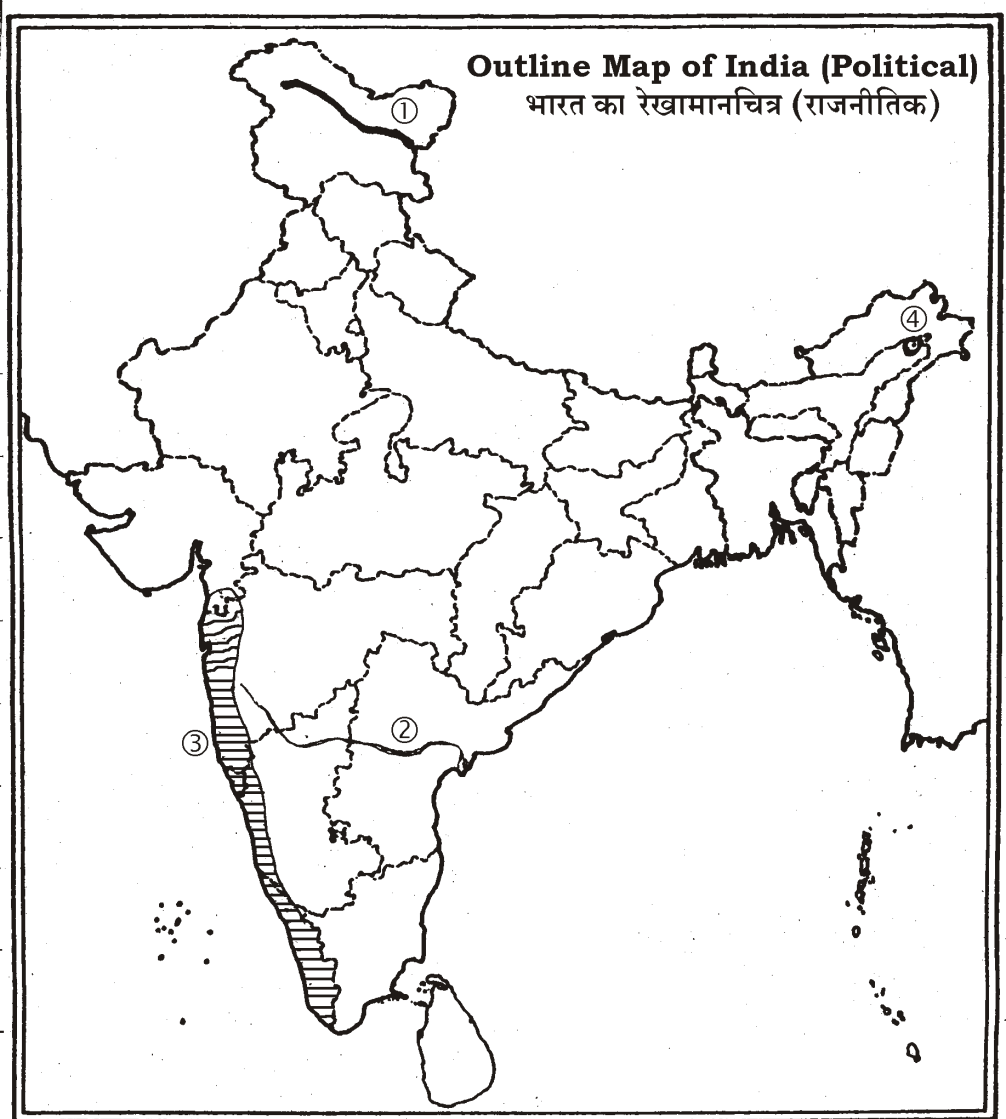 Outline Map of India (Political)
भारत का रेखामानचित्र (राजनीतिक)
①
④
②
③